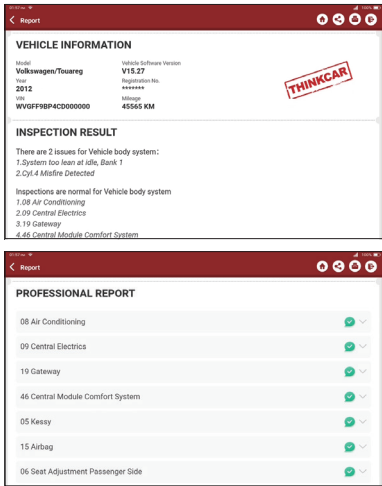 100%
Report
VEHICLE INFORMATION
Model
Vehicle Software Version
Volkswagen/Touareg
V15.27
Year
Registration No.
2012
*******
VIN
Mileage
WVGFF9BP4CD000000
45565 KM
THINKCAR
INSPECTION RESULT
There are 2 issues for Vehicle body system:
1.System too lean at idle, Bank 1
2.Cyl.4 Misfire Detected
Inspections are normal for Vehicle body system
1.08 Air Conditioning
2.09 Central Electrics
3.19 Gateway
4.46 Central Module Comfort System
100%
Report
PROFESSIONAL REPORT
08 Air Conditioning
09 Central Electrics
19 Gateway
46 Central Module Comfort System
05 Kessy
15 Airbag
06 Seat Adjustment Passenger Side